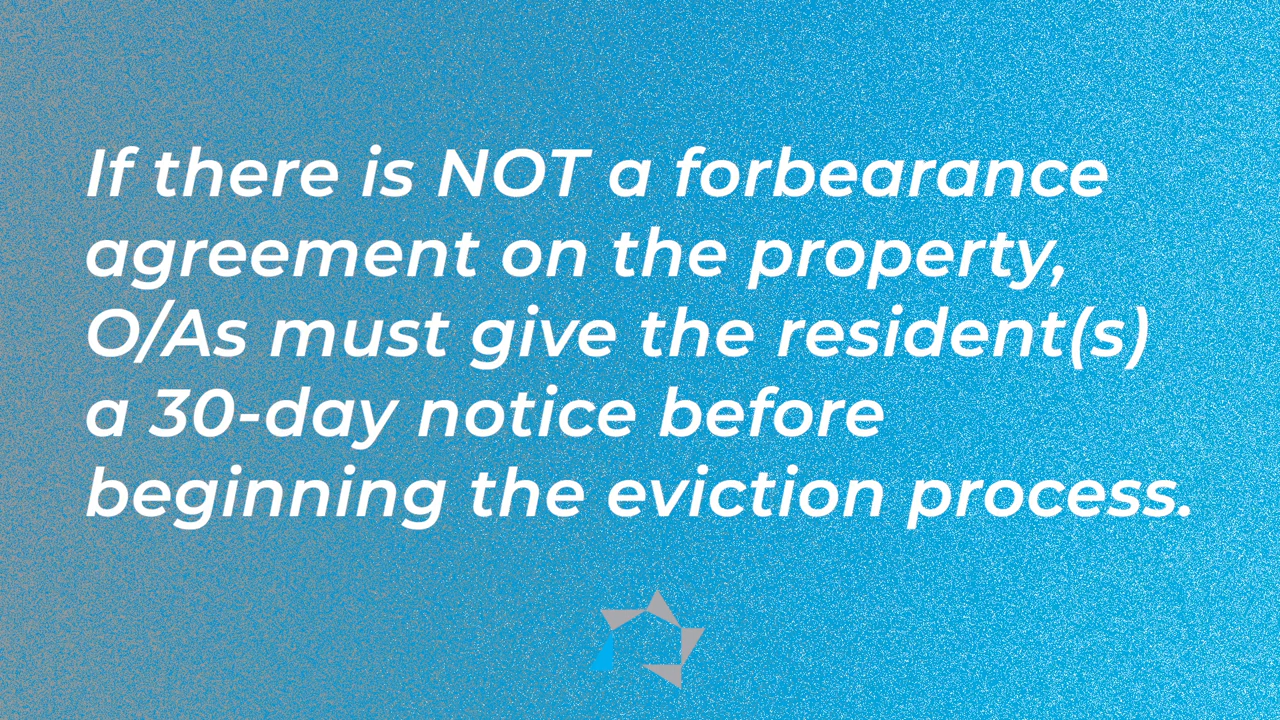 If there is NOT a forbearance
agreement on the property,
O/As must give the resident(s)
a 30-day notice before
beginning the eviction process.